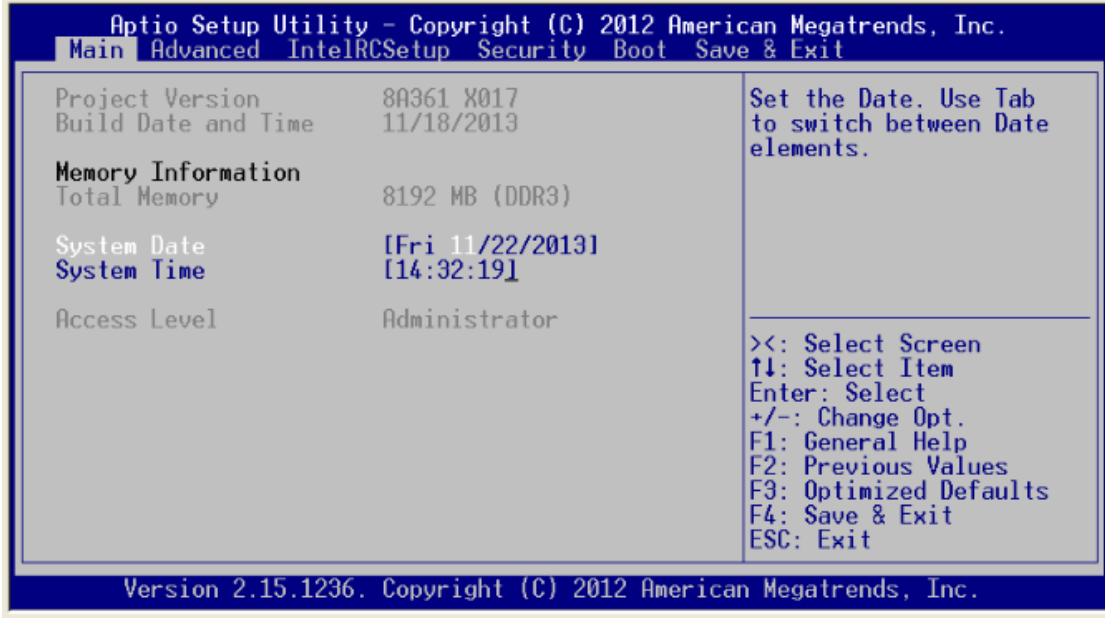 Aptio Setup Utility - Copyright (C) 2012 American Megatrends, Inc.
Main Advanced IntelRCSetup Security Boot Save & Exit
Project Version 8A361 X017
Build Date and Time 11/18/2013
Memory Information
Total Memory 8192 MB (DDR3)
System Date [Fri 11/22/2013]
System Time [14:32:19]
Access Level Administrator
Set the Date. Use Tab
to switch between Date
elements.
><: Select Screen
↑↓: Select Item
Enter: Select
+/-: Change Opt.
F1: General Help
F2: Previous Values
F3: Optimized Defaults
F4: Save & Exit
ESC: Exit
Version 2.15.1236. Copyright (C) 2012 American Megatrends, Inc.